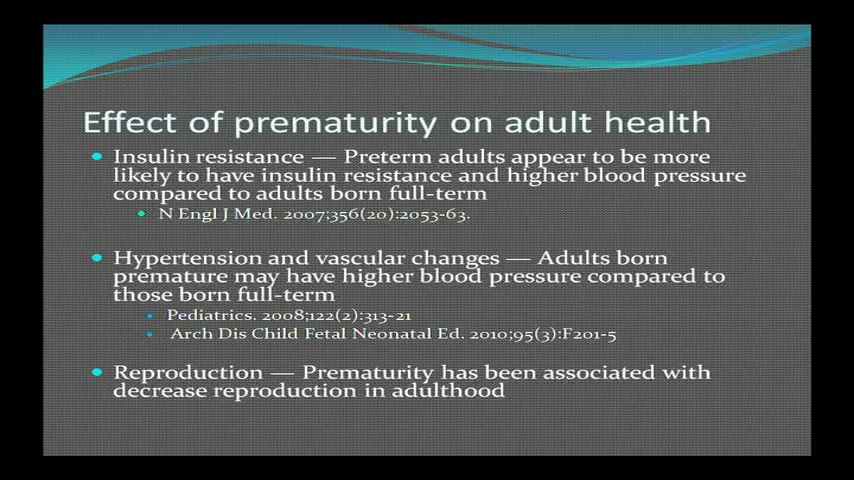 Effect of prematurity on adult health
• Insulin resistance — Preterm adults appear to be more
likely to have insulin resistance and higher blood pressure
compared to adults born full-term
• N Engl J Med. 2007;356(20):2053-63.
• Hypertension and vascular changes — Adults born
premature may have higher blood pressure compared to
those born full-term
• Pediatrics. 2008;122(2):313-21
• Arch Dis Child Fetal Neonatal Ed. 2010;95(3):F201-5
• Reproduction — Prematurity has been associated with
decrease reproduction in adulthood